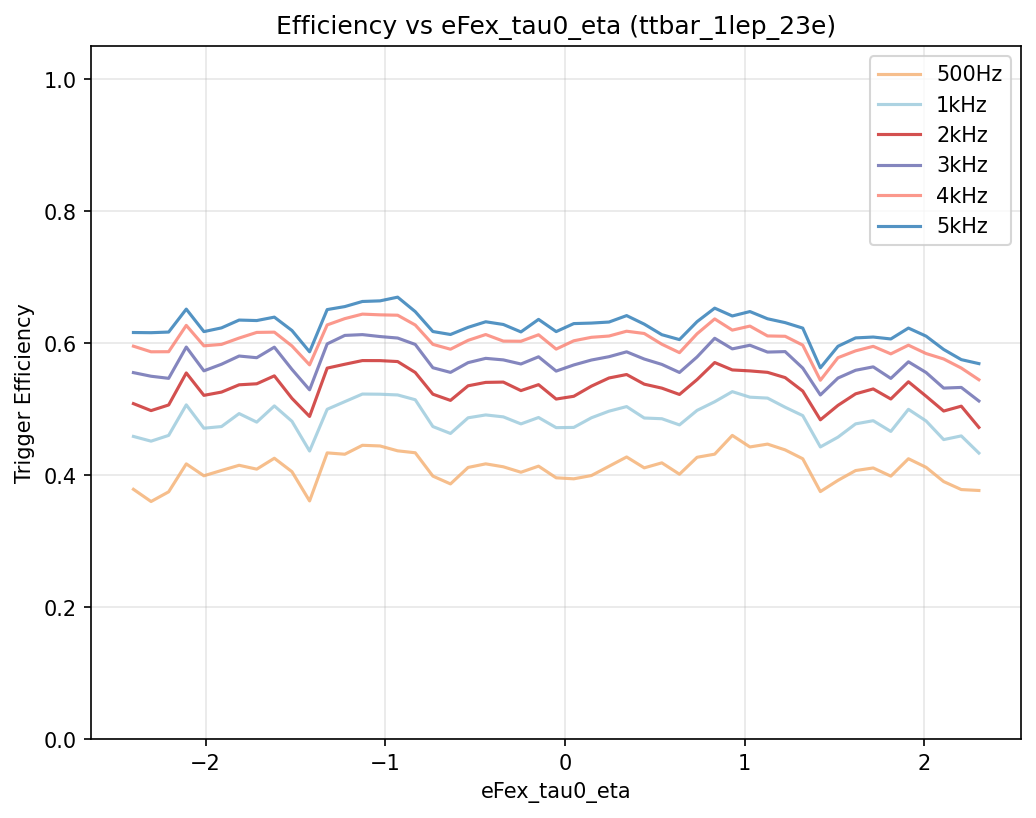 Efficiency vs eFex_tau0_eta (ttbar_1lep_23e)
Trigger Efficiency
1.0
0.8
0.6
0.4
0.2
0.0
500Hz
1kHz
2kHz
3kHz
4kHz
5kHz
−2
−1
0
1
2
eFex_tau0_eta